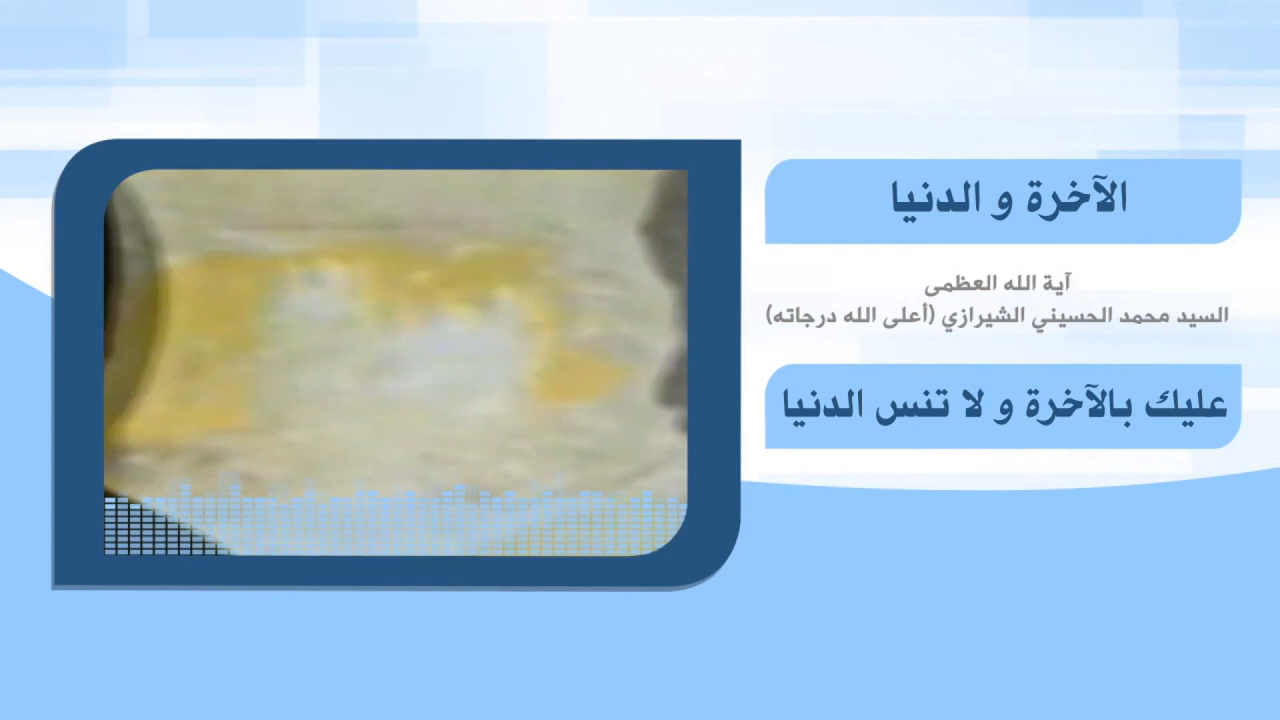 الآخرة و الدنيا
آية الله العظمى
السيد محمد الحسيني الشيرازي (أعلى الله درجاته)
عليك بالآخرة و لا تنس الدنيا